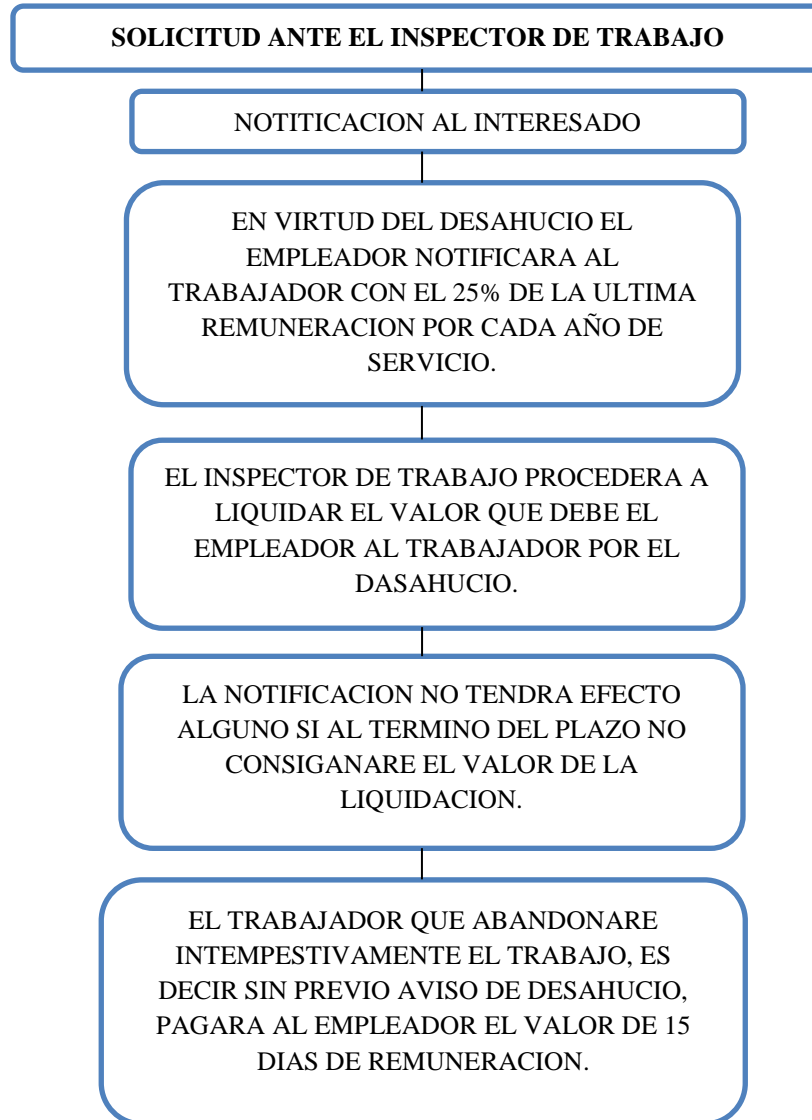 SOLICITUD ANTE EL INSPECTOR DE TRABAJO
NOTITICACION AL INTERESADO
EN VIRTUD DEL DESAHUCIO EL
EMPLEADOR NOTIFICARA AL
TRABAJADOR CON EL 25% DE LA ULTIMA
REMUNERACION POR CADA AÑO DE
SERVICIO.
EL INSPECTOR DE TRABAJO PROCEDERA A
LIQUIDAR EL VALOR QUE DEBE EL
EMPLEADOR AL TRABAJADOR POR EL
DASAHUCIO.
LA NOTIFICACION NO TENDRA EFECTO
ALGUNO SI AL TERMINO DEL PLAZO NO
CONSIGANARE EL VALOR DE LA
LIQUIDACION.
EL TRABAJADOR QUE ABANDONARE
INTEMPESTIVAMENTE EL TRABAJO, ES
DECIR SIN PREVIO AVISO DE DESAHUCIO,
PAGARA AL EMPLEADOR EL VALOR DE 15
DIAS DE REMUNERACION.